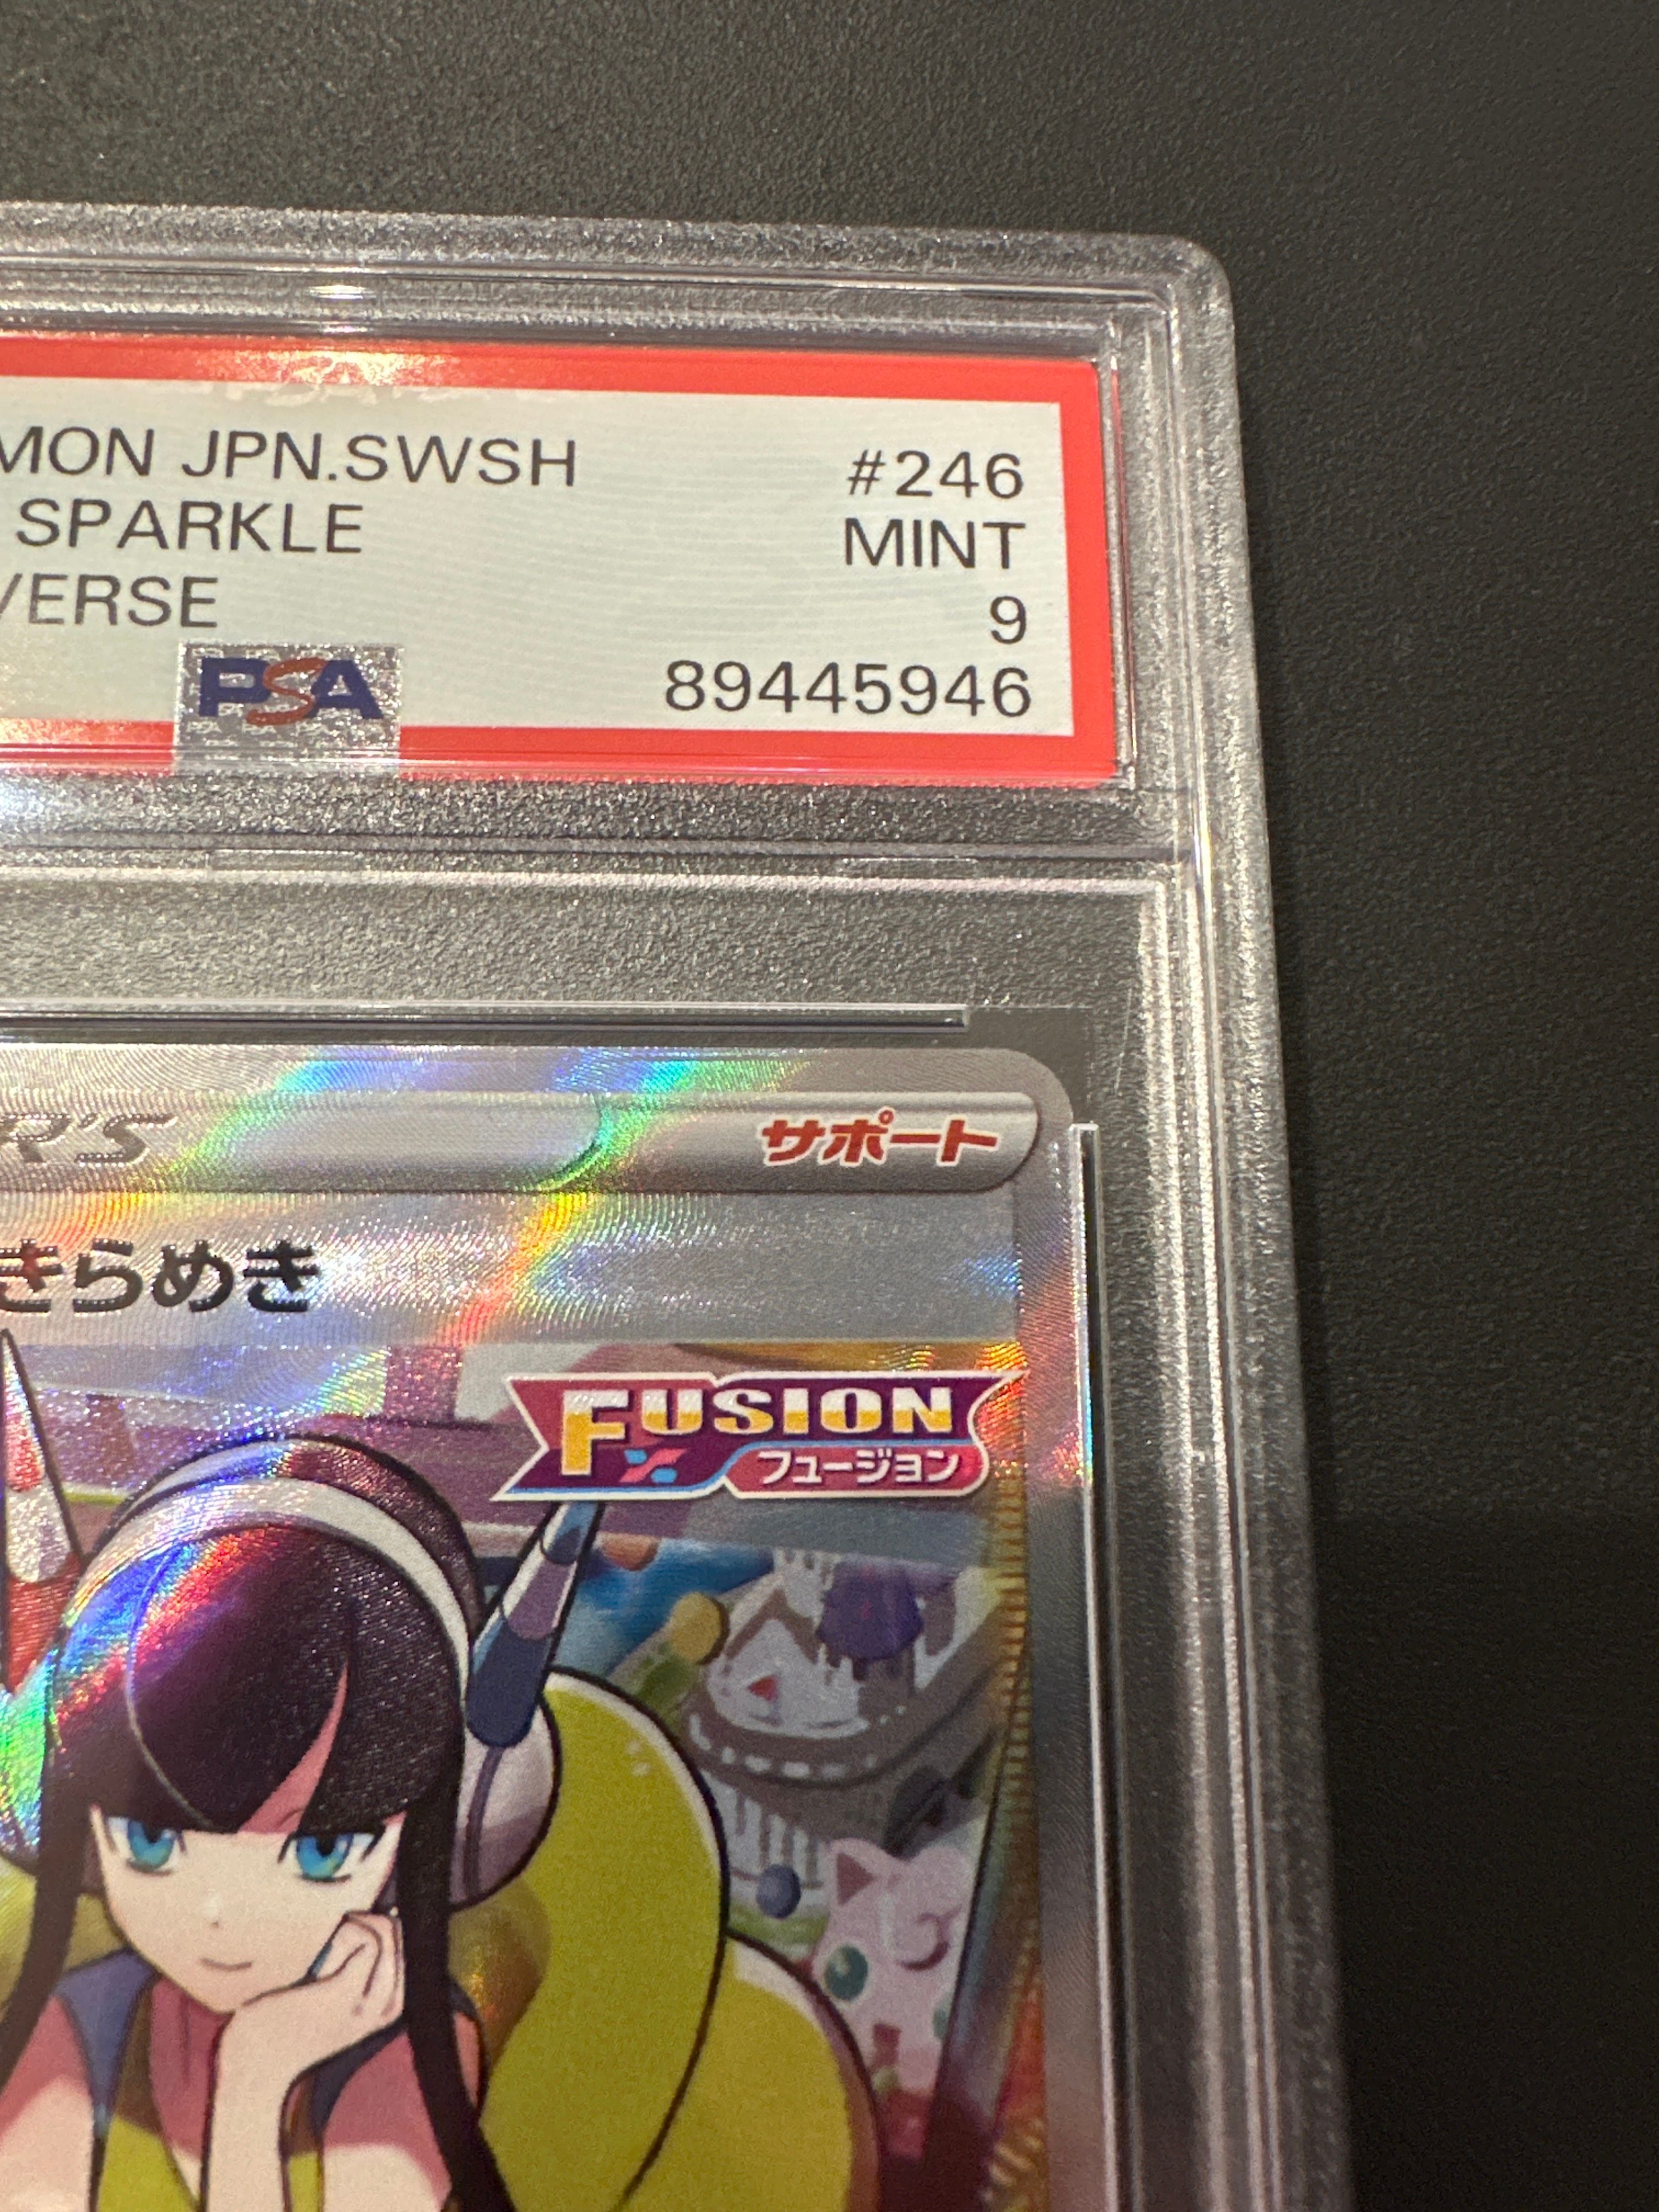 MON JPN.SWSH #246
SPARKLE MINT
VERSE 9
PSA 89445946
R'S サポート
きらめき
FUSION
フュージョン